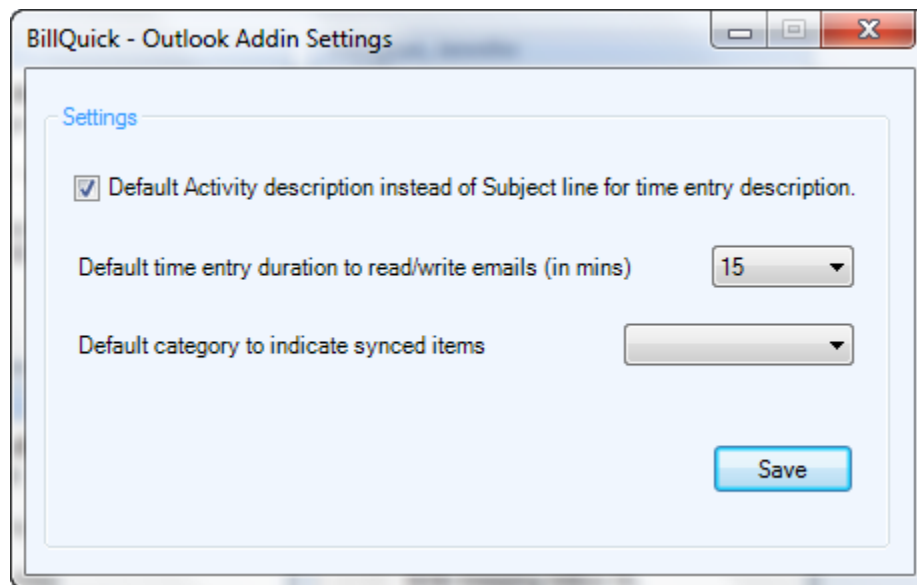 BillQuick - Outlook Addin Settings
Settings
Default Activity description instead of Subject line for time entry description.
Default time entry duration to read/write emails (in mins) 15
Default category to indicate synced items
Save